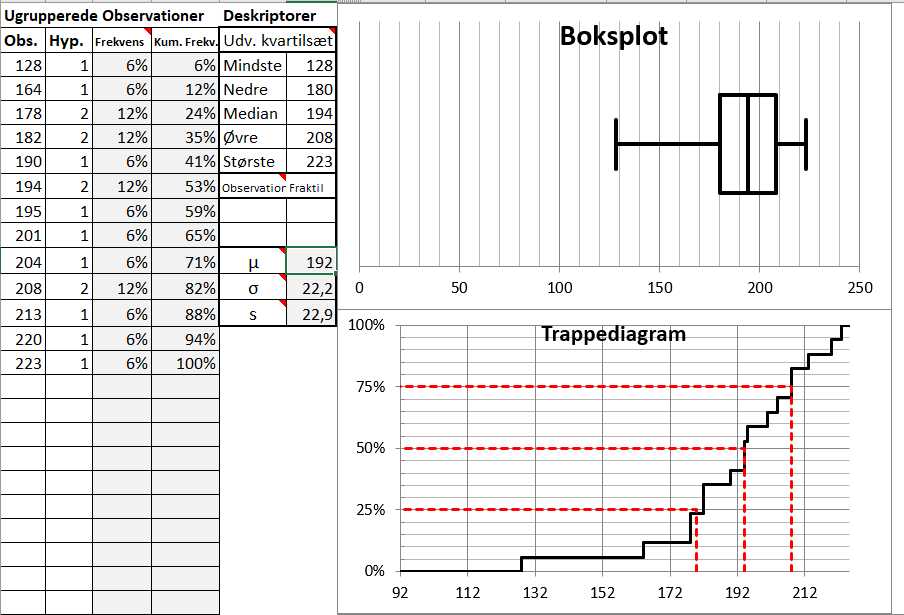 Ugrupperede Observationer Deskriptorer
Obs. Hyp. Frekvens Kum. Frekv. Udv. kvartilsæt
128 1 6% 6% Mindste 128
164 1 6% 12% Nedre 180
178 2 12% 24% Median 194
182 2 12% 35% Øvre 208
190 1 6% 41% Største 223
194 2 12% 53% Observation Fraktil
195 1 6% 59%
201 1 6% 65%
204 1 6% 71% µ 192
208 2 12% 82% σ 22,2
213 1 6% 88% s 22,9
220 1 6% 94%
223 1 6% 100%
Boksplot
0 50 100 150 200 250
Trappediagram
100%
75%
50%
25%
0%
92 112 132 152 172 192 212